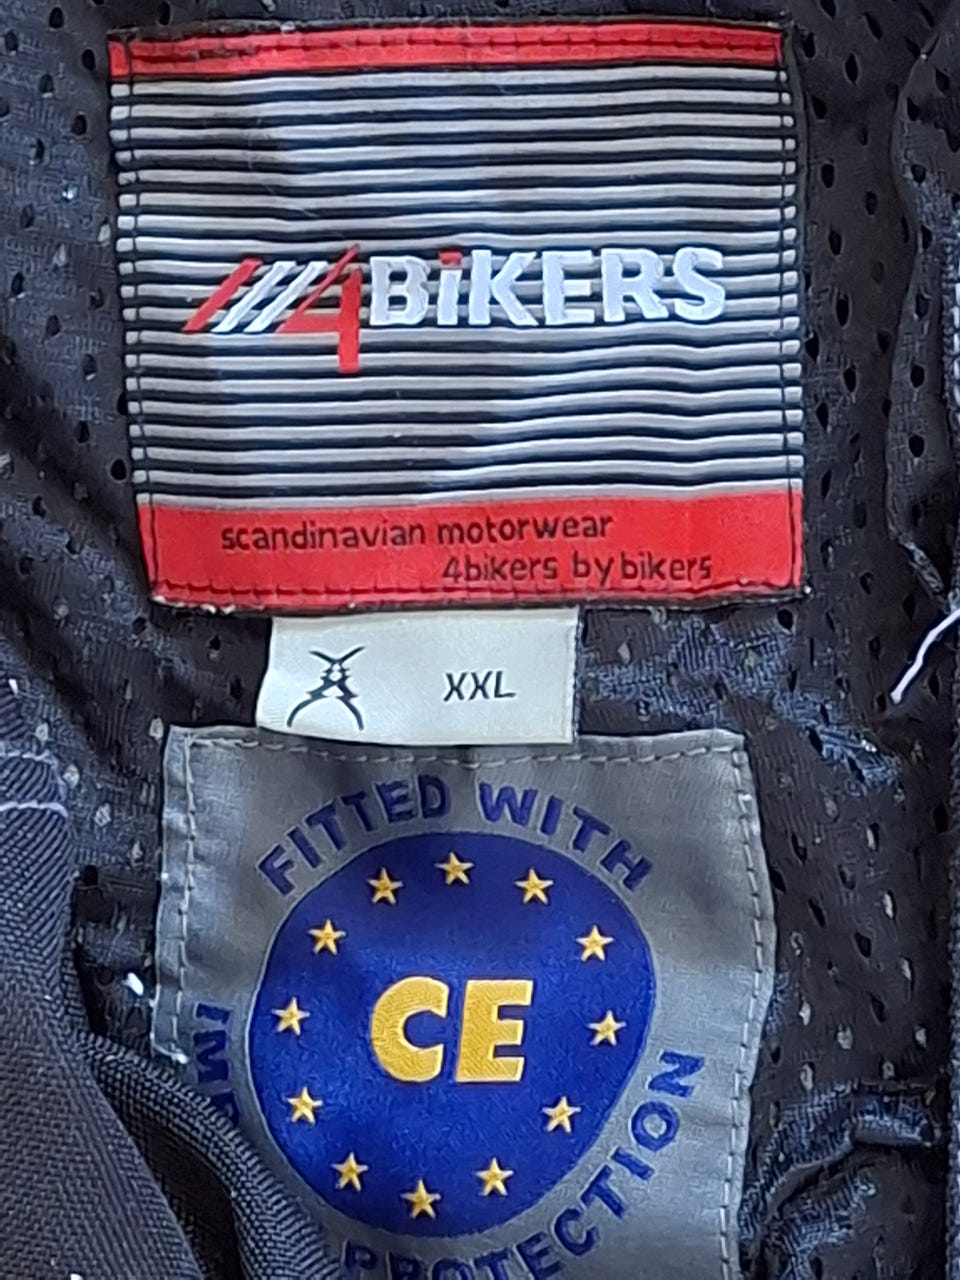 4BiKERS
scandinavian motorwear
4bikers by bikers
XXL
FITTED WITH
CE
PROTECTION